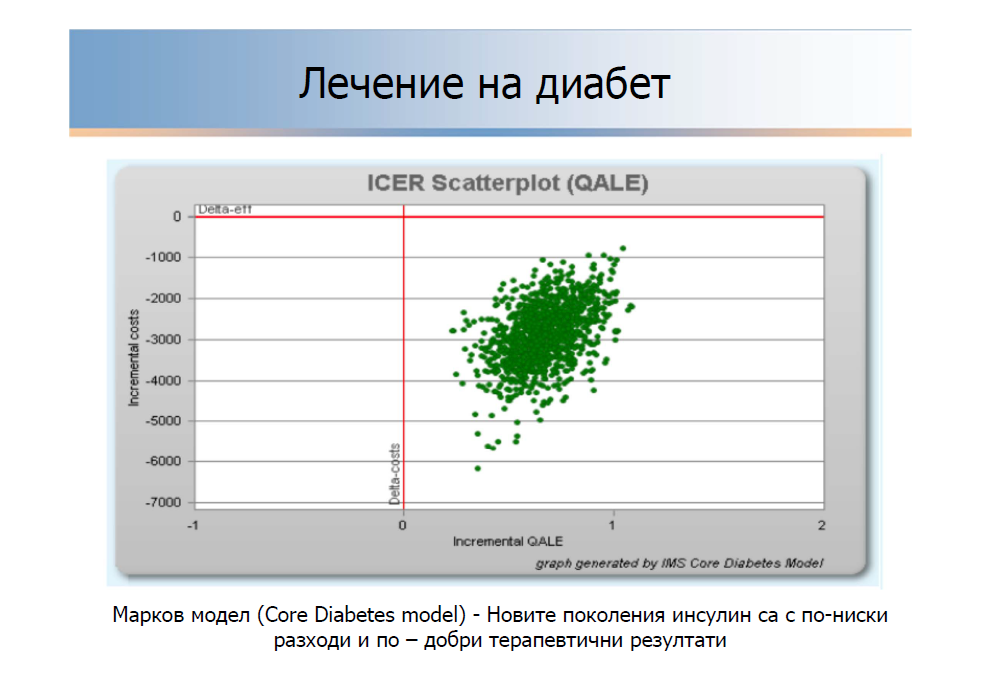 Лечение на диабет
ICER Scatterplot (QALE)
Delta-eff
0
-1000
-2000
-3000
-4000
-5000
-6000
-7000
Incremental costs
Delta-costs
-1 0 1 2
Incremental QALE
graph generated by IMS Core Diabetes Model
Марков модел (Core Diabetes model) - Новите поколения инсулин са с по-ниски
разходи и по – добри терапевтични резултати